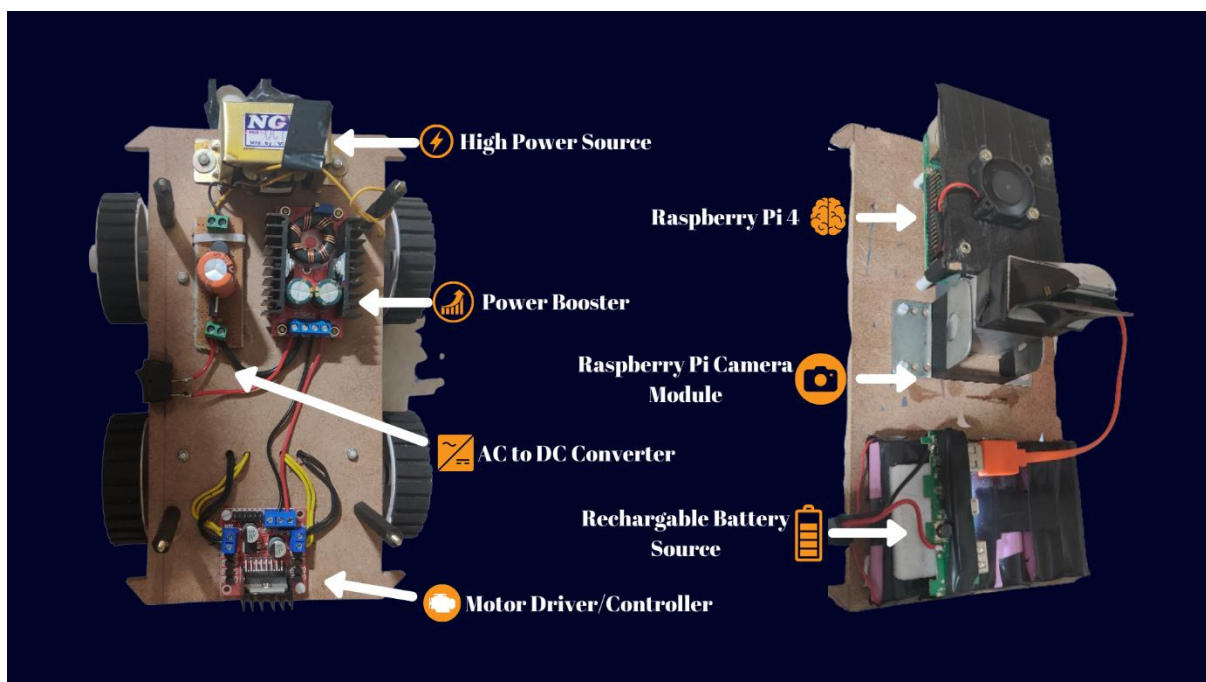 NG
High Power Source
Raspberry Pi 4
Power Booster
Raspberry Pi Camera
Module
AC to DC Converter
Rechargable Battery
Source
Motor Driver/Controller